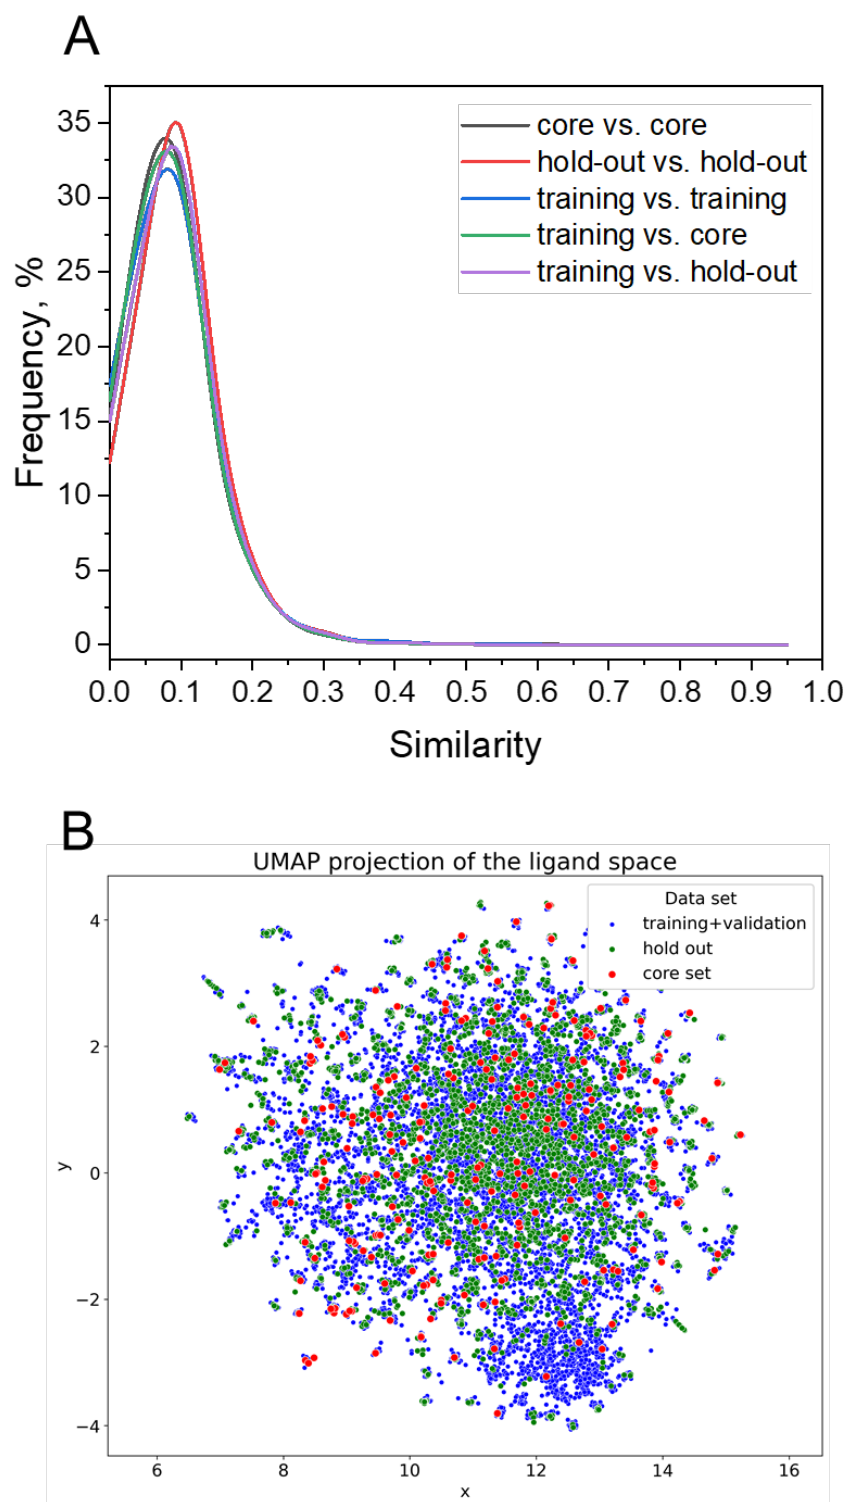 A
Frequency, %
35
30
25
20
15
10
5
0
core vs. core
hold-out vs. hold-out
training vs. training
training vs. core
training vs. hold-out
0.0 0.1 0.2 0.3 0.4 0.5 0.6 0.7 0.8 0.9 1.0
Similarity
B
UMAP projection of the ligand space
Data set
training+validation
hold out
core set
y
4
2
0
−2
−4
6 8 10 12 14 16
x